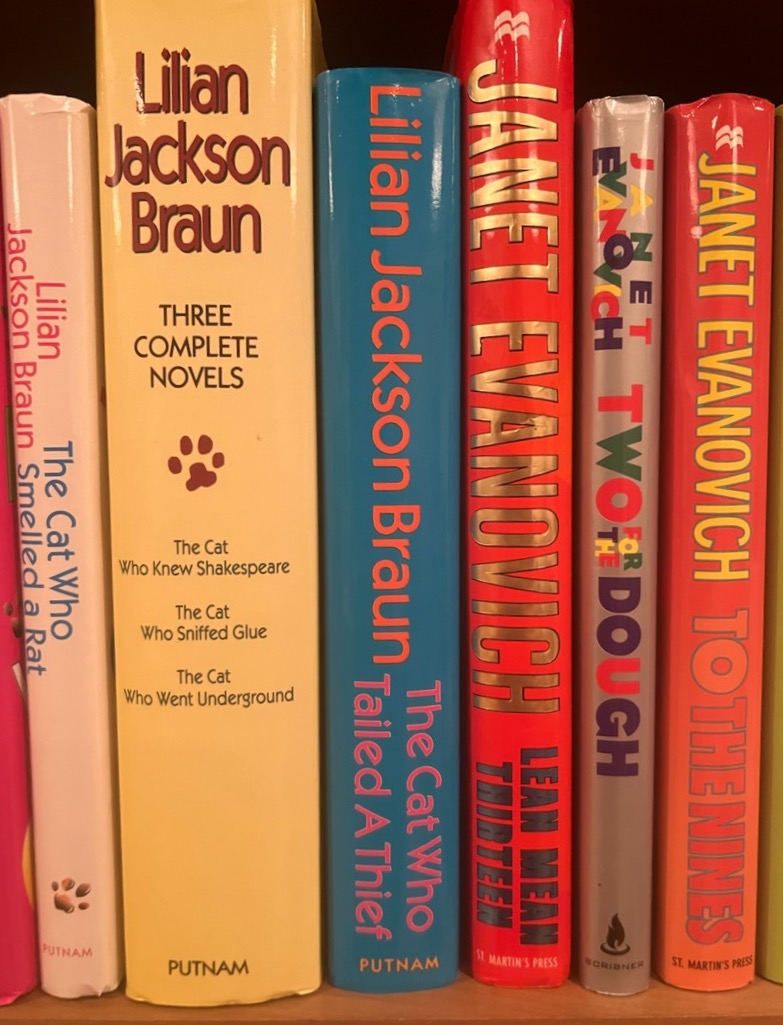 Lilian
Jackson Braun
The Cat Who
Smelled a Rat
PUTNAM
Lilian
Jackson
Braun
THREE
COMPLETE
NOVELS
The Cat
Who Knew Shakespeare
The Cat
Who Sniffed Glue
The Cat
Who Went Underground
PUTNAM
Lilian Jackson Braun
The Cat Who
Tailed A Thief
PUTNAM
JANET EVANOVICH
LEAN MEAN
THIRTEEN
ST. MARTIN'S PRESS
JANET
EVANOVICH
TWO FOR THE DOUGH
SCRIBNER
JANET EVANOVICH TO THE NINES
ST. MARTIN'S PRESS